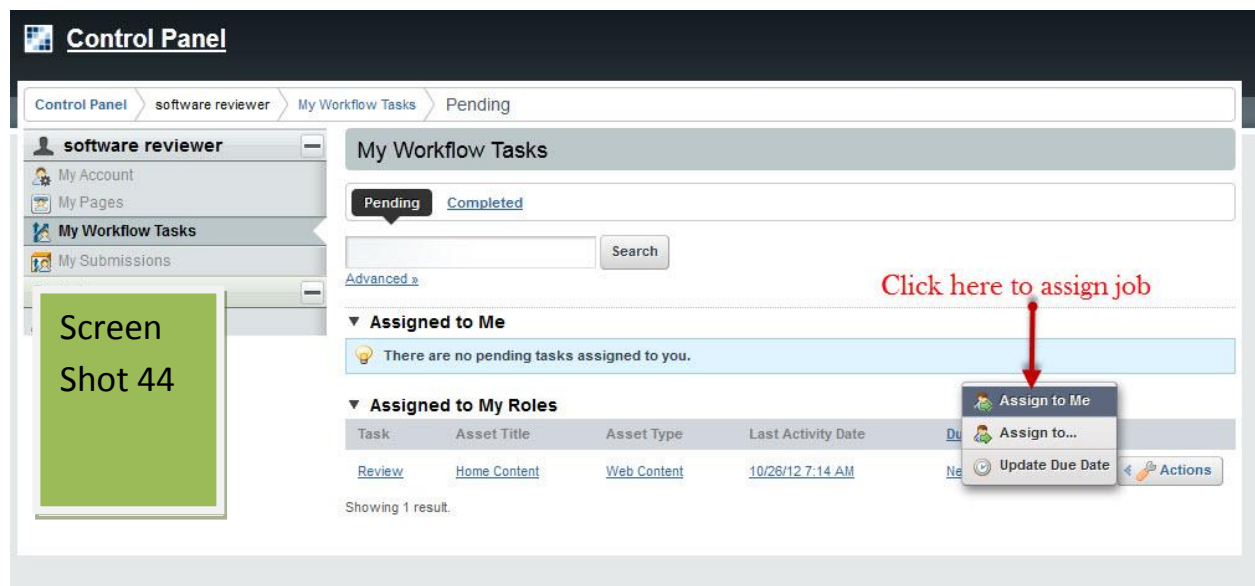 Control Panel
Control Panel software reviewer My Workflow Tasks Pending
software reviewer
My Account
My Pages
My Workflow Tasks
My Submissions
Screen
Shot 44
My Workflow Tasks
Pending Completed
Search
Advanced »
Click here to assign job
Assigned to Me
There are no pending tasks assigned to you.
Assigned to My Roles
Assign to Me
Assign to...
Update Due Date
Task Asset Title Asset Type Last Activity Date
Review Home Content Web Content 10/26/12 7:14 AM Actions
Showing 1 result.